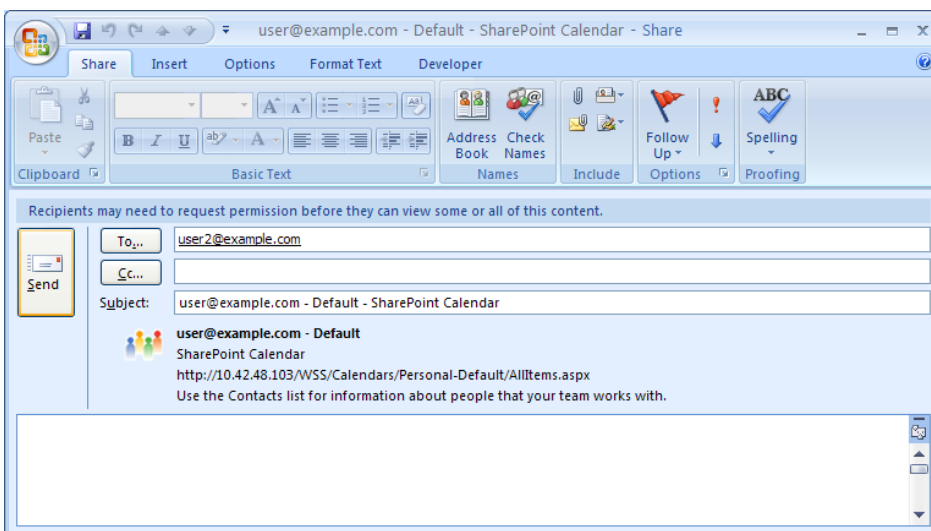 user@example.com - Default - SharePoint Calendar - Share
Share Insert Options Format Text Developer
Paste
Clipboard
A A Aa
B I U ab A
Basic Text
Address Book
Check Names
Names
Include
Follow Up
Options
ABC
Spelling
Proofing
Recipients may need to request permission before they can view some or all of this content.
Send
To...
user2@example.com
Cc...
Subject:
user@example.com - Default - SharePoint Calendar
user@example.com - Default
SharePoint Calendar
http://10.42.48.103/WSS/Calendars/Personal-Default/AllItems.aspx
Use the Contacts list for information about people that your team works with.